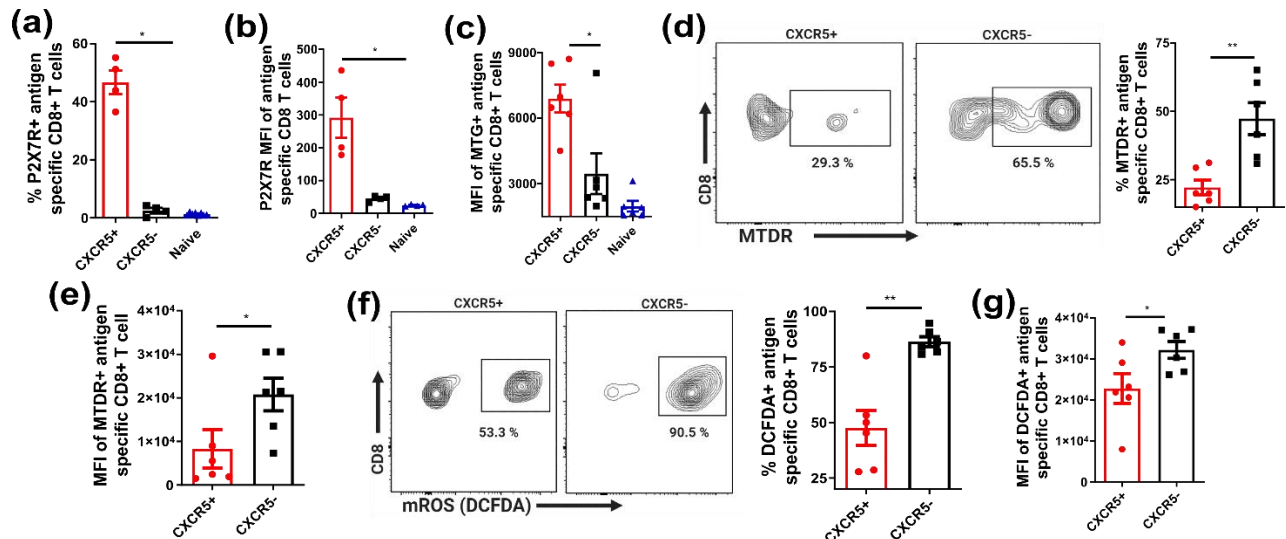 (a)
% P2X7R+ antigen
specific CD8+ T cells
60
40
20
0
*
CXCR5+
CXCR5-
Naive
(b)
P2X7R MFI of antigen
specific CD8 T cells
500
400
300
200
100
0
*
CXCR5+
CXCR5-
Naive
(c)
MFI of MTG+ antigen
specific CD8+ T cells
9000
6000
3000
*
CXCR5+
CXCR5-
Naive
(d)
CXCR5+
CXCR5-
29.3 %
65.5 %
CD8
MTDR
% MTDR+ antigen
specific CD8+ T cells
75
50
25
**
CXCR5+
CXCR5-
(e)
MFI of MTDR+ antigen
specific CD8+ T cell
4×10⁴
3×10⁴
2×10⁴
1×10⁴
0
*
CXCR5+
CXCR5-
(f)
CXCR5+
CXCR5-
53.3 %
90.5 %
CD8
mROS (DCFDA)
% DCFDA+ antigen
specific CD8+ T cells
100
75
50
25
**
CXCR5+
CXCR5-
(g)
MFI of DCFDA+ antigen
specific CD8+ T cells
4×10⁴
3×10⁴
2×10⁴
1×10⁴
0
*
CXCR5+
CXCR5-